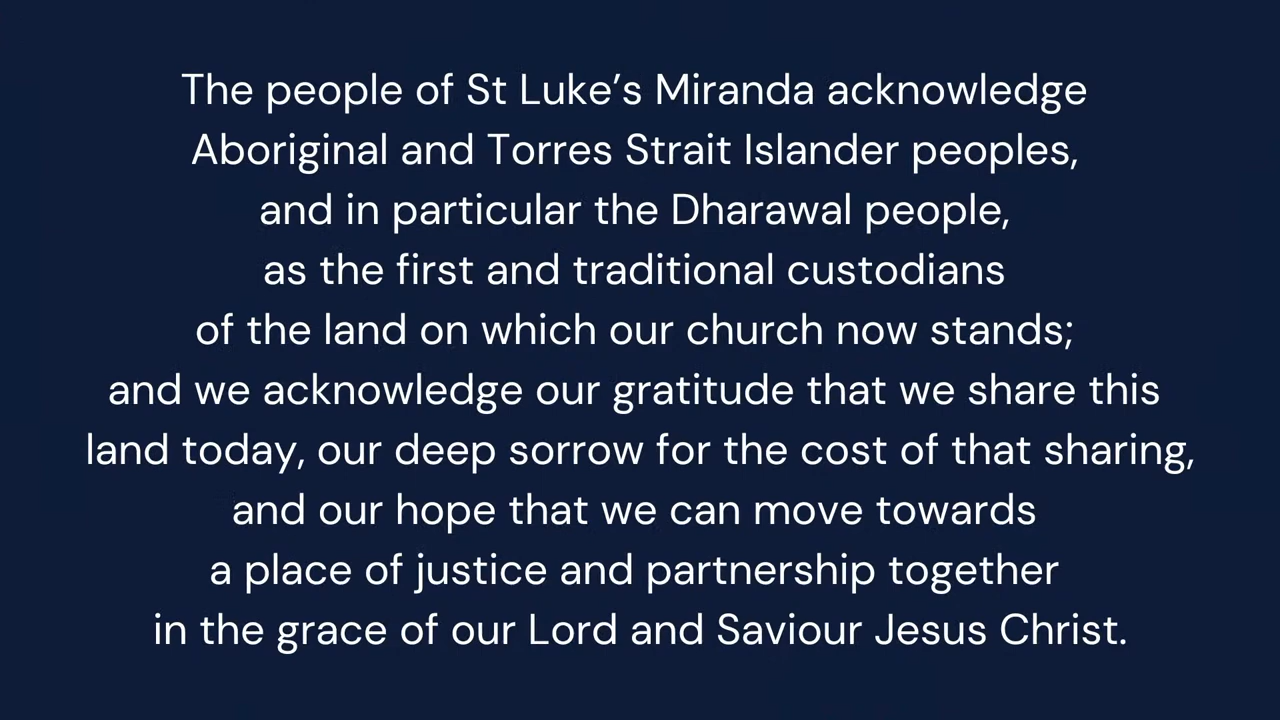 The people of St Luke’s Miranda acknowledge
Aboriginal and Torres Strait Islander peoples,
and in particular the Dharawal people,
as the first and traditional custodians
of the land on which our church now stands;
and we acknowledge our gratitude that we share this
land today, our deep sorrow for the cost of that sharing,
and our hope that we can move towards
a place of justice and partnership together
in the grace of our Lord and Saviour Jesus Christ.